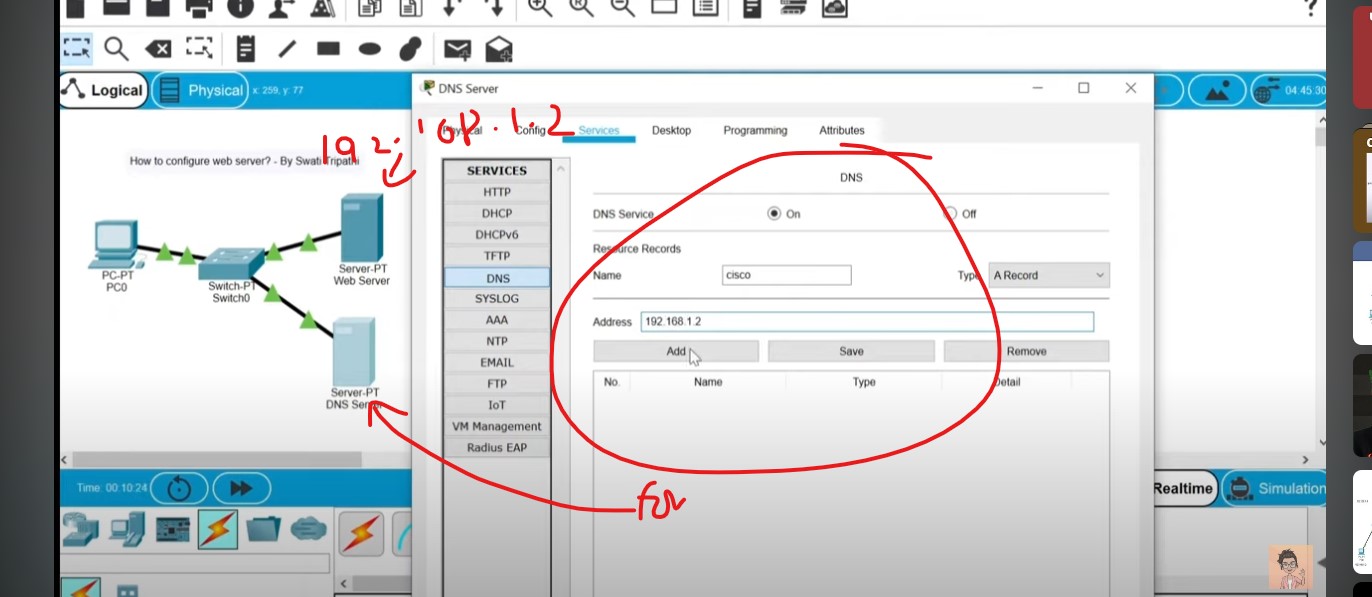 Logical
Physical
x: 259, y: 77
DNS Server
04:45:30
Physical
Config
Services
Desktop
Programming
Attributes
How to configure web server? - By Swati Tripathi
PC-PT
PC0
Switch-PT
Switch0
Server-PT
Web Server
Server-PT
DNS Server
SERVICES
HTTP
DHCP
DHCPv6
TFTP
DNS
SYSLOG
AAA
NTP
EMAIL
FTP
IoT
VM Management
Radius EAP
DNS
DNS Service
On
Off
Resource Records
Name
cisco
Type
A Record
Address
192.168.1.2
Add
Save
Remove
No.
Name
Type
Detail
for
Time: 00:10:24
Realtime
Simulation